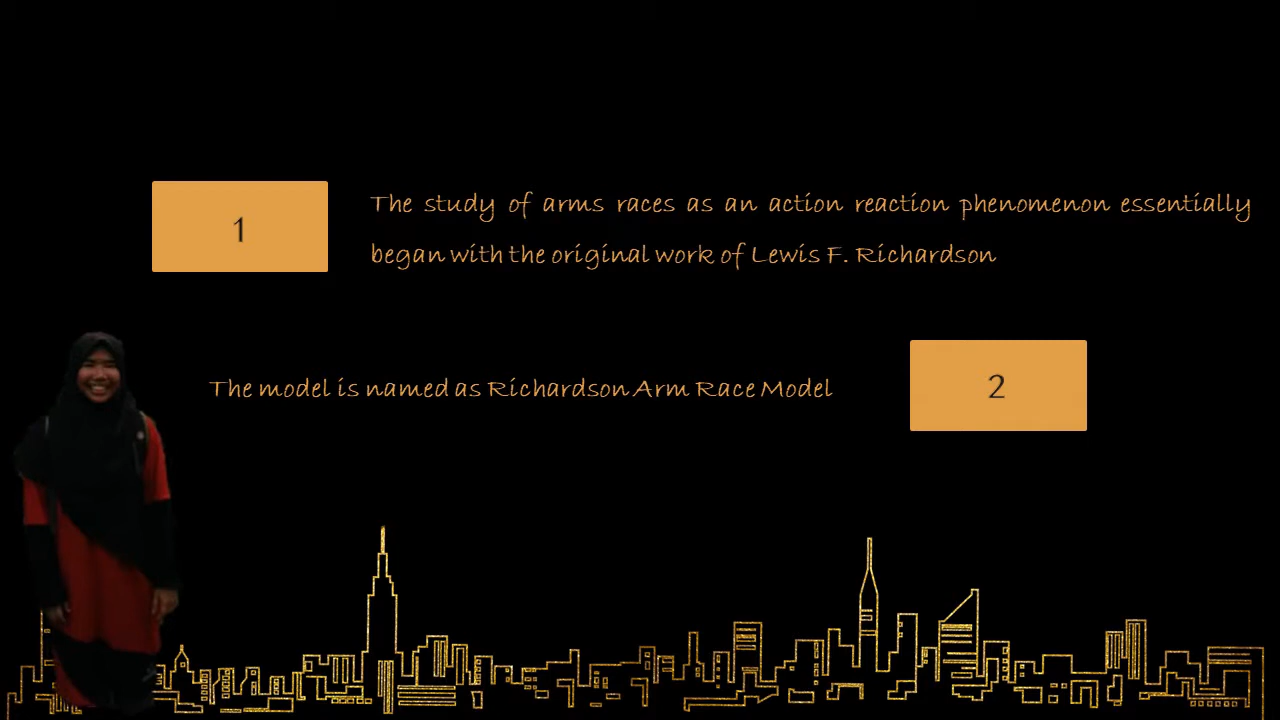 1
The study of arms races as an action reaction phenomenon essentially
began with the original work of Lewis F. Richardson
The model is named as Richardson Arm Race Model
2